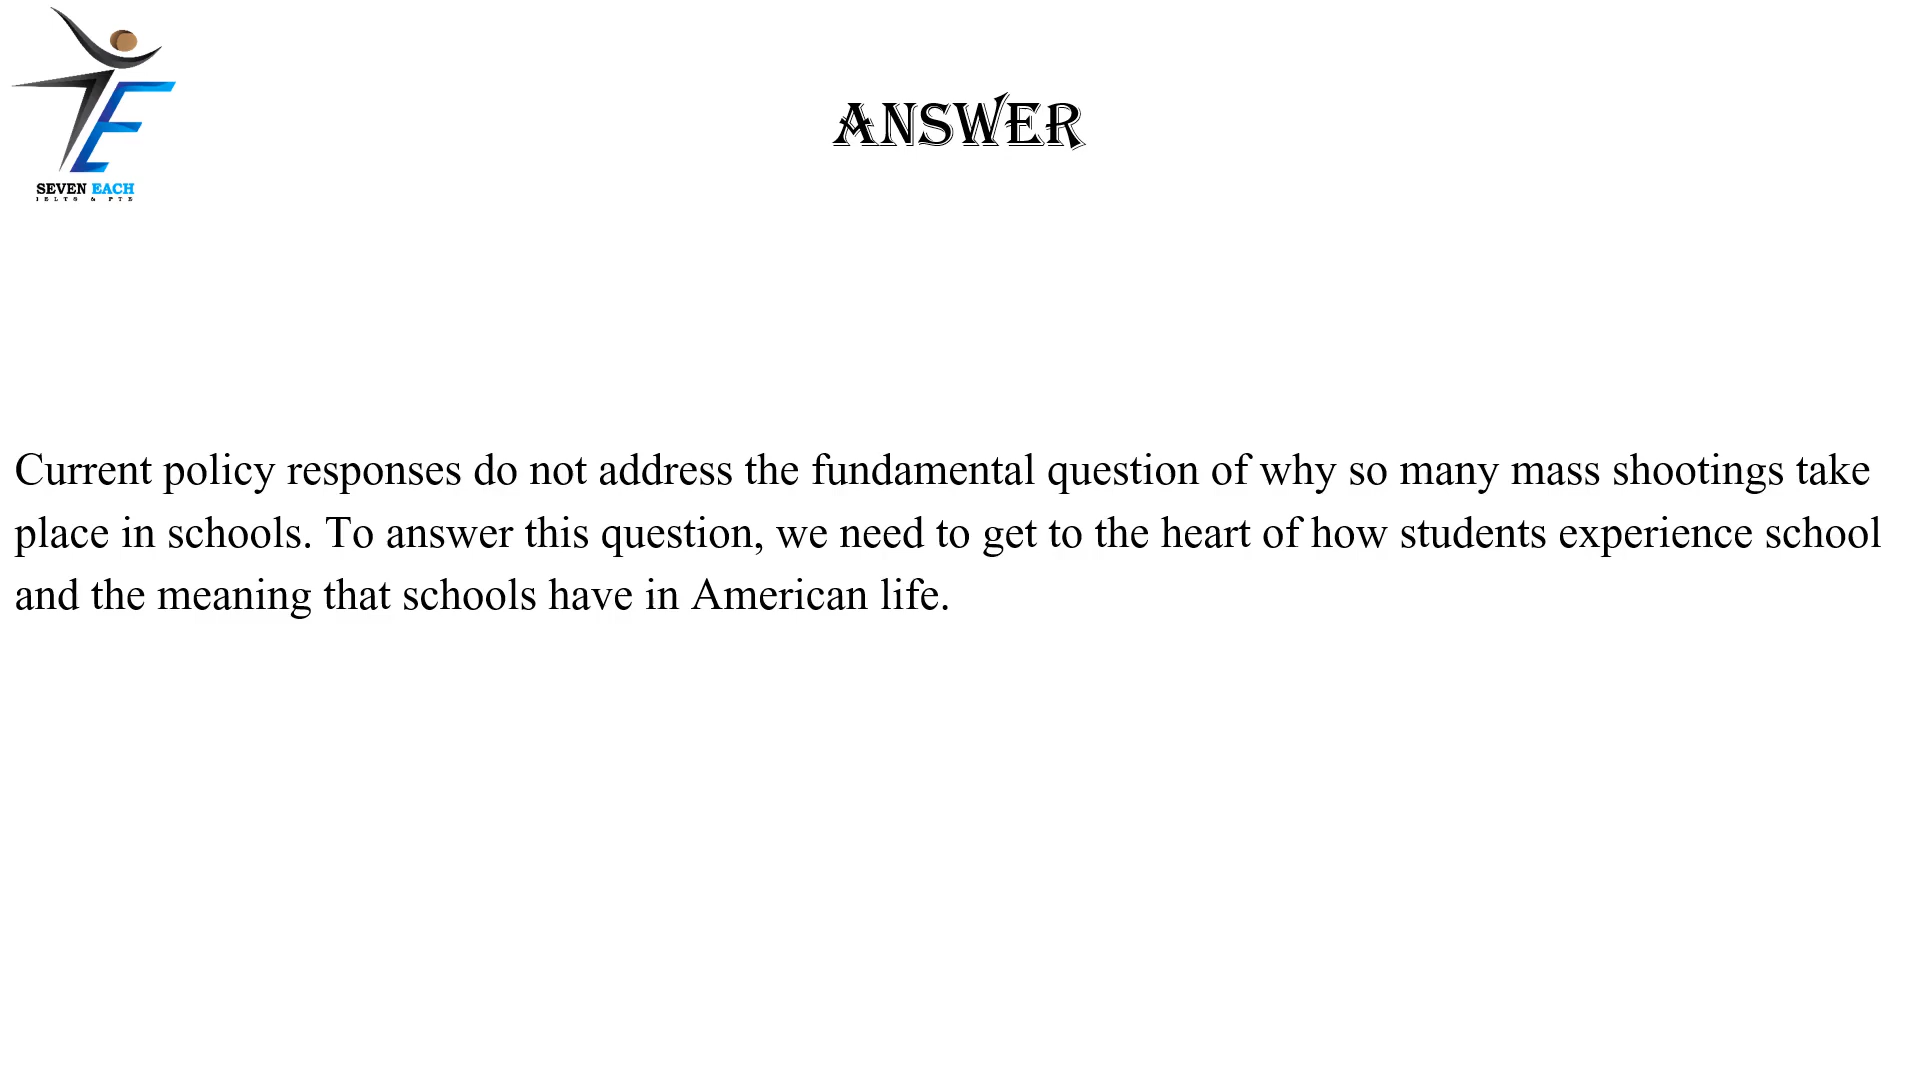 SEVEN EACH
IELTS & PTE
ANSWER
Current policy responses do not address the fundamental question of why so many mass shootings take
place in schools. To answer this question, we need to get to the heart of how students experience school
and the meaning that schools have in American life.